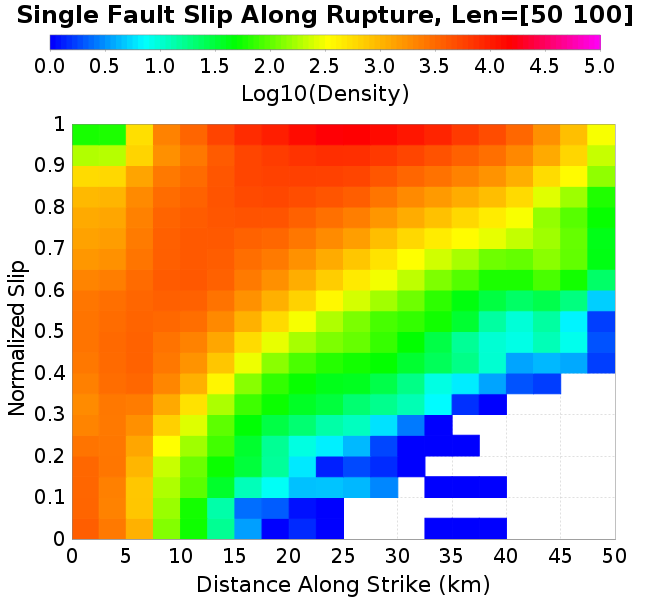 Single Fault Slip Along Rupture, Len=[50 100]
0.0 0.5 1.0 1.5 2.0 2.5 3.0 3.5 4.0 4.5 5.0
Log10(Density)
1
0.9
0.8
0.7
0.6
0.5
0.4
0.3
0.2
0.1
0
Normalized Slip
0 5 10 15 20 25 30 35 40 45 50
Distance Along Strike (km)